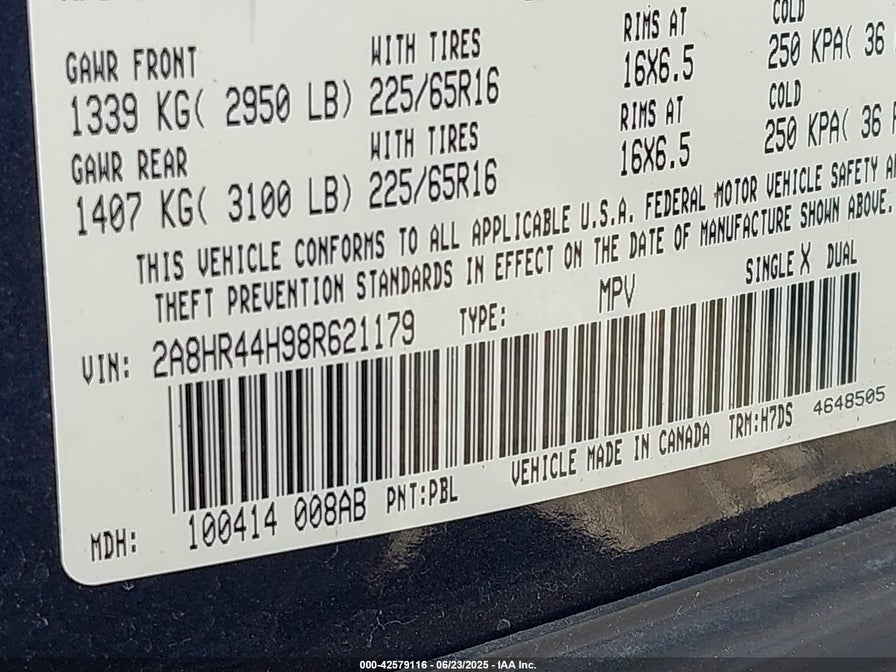 COLD
GAWR FRONT WITH TIRES RIMS AT 250 KPA( 36
1339 KG( 2950 LB) 225/65R16 16X6.5 COLD
GAWR REAR WITH TIRES RIMS AT 250 KPA( 36
1407 KG( 3100 LB) 225/65R16 16X6.5
THIS VEHICLE CONFORMS TO ALL APPLICABLE U.S.A. FEDERAL MOTOR VEHICLE SAFETY
THEFT PREVENTION STANDARDS IN EFFECT ON THE DATE OF MANUFACTURE SHOWN ABOVE.
VIN: 2A8HR44H98R621179 TYPE: MPV SINGLE X DUAL
MDH: 100414 008AB PNT:PBL VEHICLE MADE IN CANADA TRM:H7DS 4648505
000-42579116 - 06/23/2025 - IAA Inc.